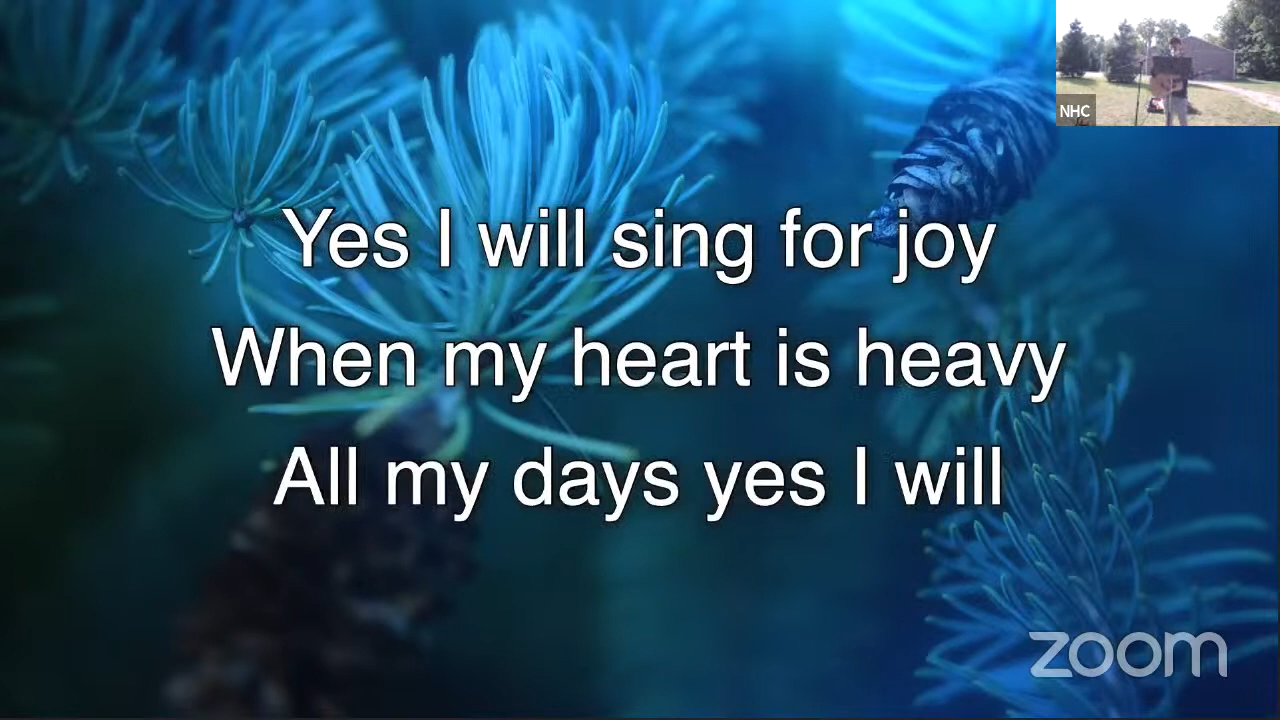 NHC
Yes I will sing for joy
When my heart is heavy
All my days yes I will
zoom